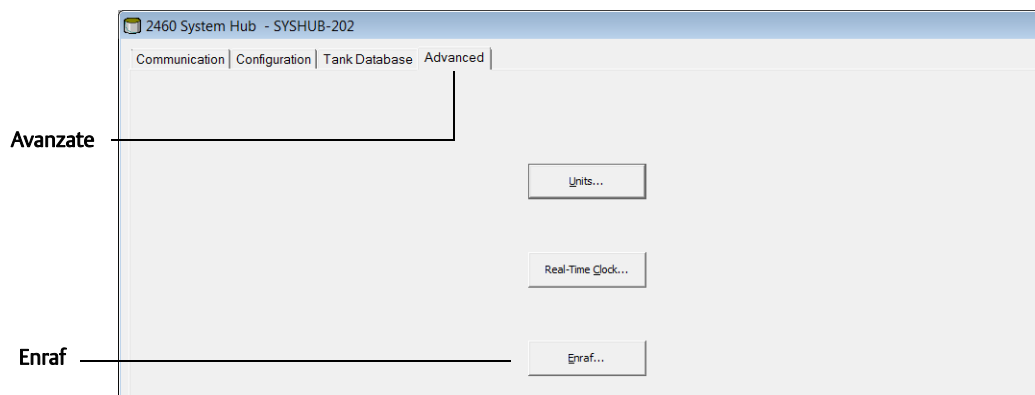 2460 System Hub - SYSHUB-202
Communication Configuration Tank Database Advanced
Avanzate
Units...
Real-Time Clock...
Enraf
Enraf...